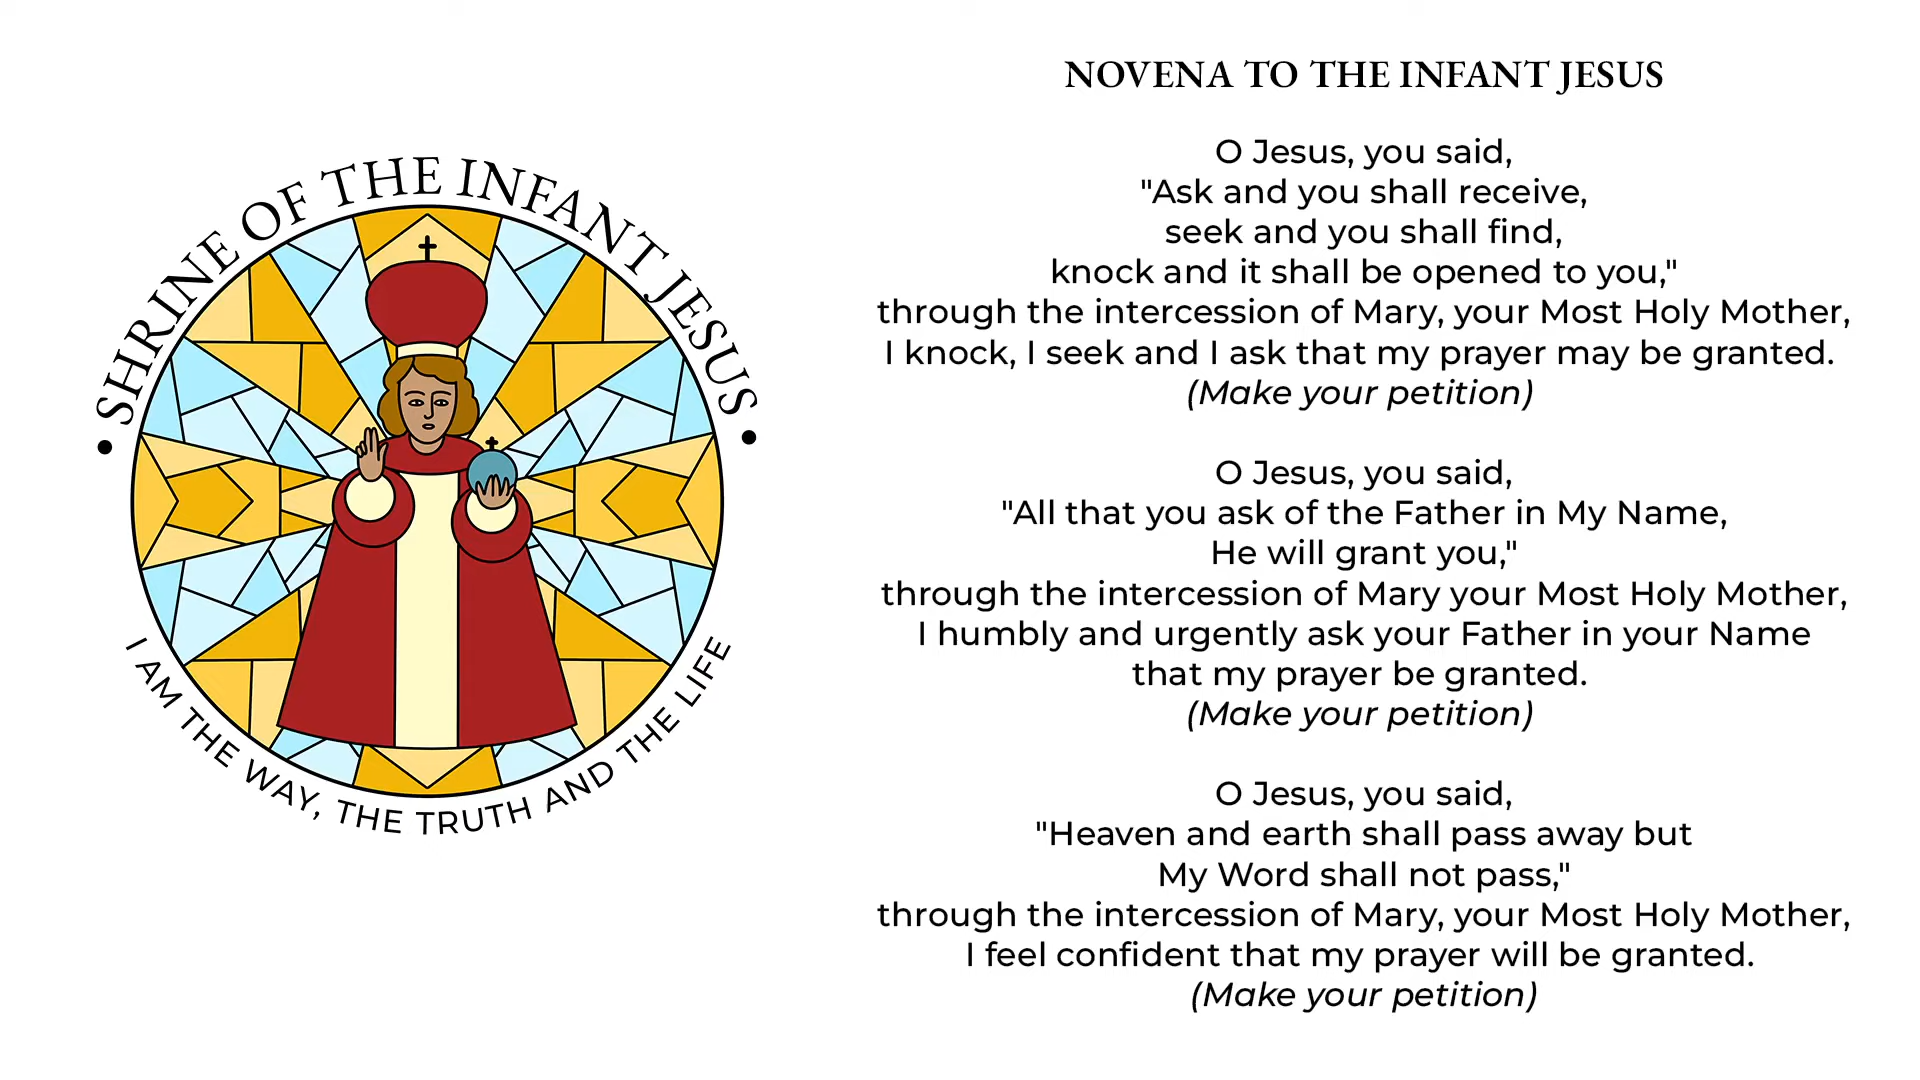 • SHRINE OF THE INFANT JESUS •
I AM THE WAY, THE TRUTH AND THE LIFE
NOVENA TO THE INFANT JESUS
O Jesus, you said,
"Ask and you shall receive,
seek and you shall find,
knock and it shall be opened to you,"
through the intercession of Mary, your Most Holy Mother,
I knock, I seek and I ask that my prayer may be granted.
(Make your petition)
O Jesus, you said,
"All that you ask of the Father in My Name,
He will grant you,"
through the intercession of Mary your Most Holy Mother,
I humbly and urgently ask your Father in your Name
that my prayer be granted.
(Make your petition)
O Jesus, you said,
"Heaven and earth shall pass away but
My Word shall not pass,"
through the intercession of Mary, your Most Holy Mother,
I feel confident that my prayer will be granted.
(Make your petition)